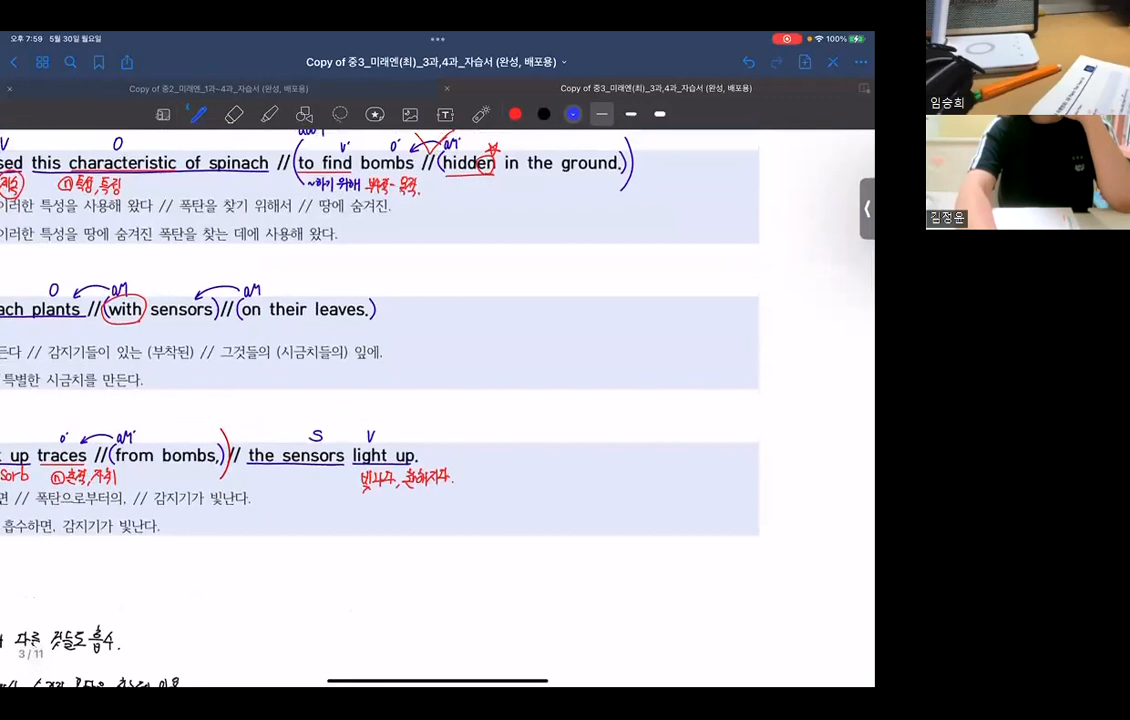 오후 7:59 5월 30일 월요일
100%
Copy of 중3_미래엔(최)_3과,4과_자습서 (완성, 배포용)
Copy of 중2_미래엔_1과~4과_자습서 (완성, 배포용)
Copy of 중3_미래엔(최)_3과,4과_자습서 (완성, 배포용)
임승희
김정윤
V O v' o' am
sed this characteristic of spinach // (to find bombs // (hidden in the ground.))
ⓝ 특성, 특징 ~하기 위해 부적- 목적.
이러한 특성을 사용해 왔다 // 폭탄을 찾기 위해서 // 땅에 숨겨진.
이러한 특성을 땅에 숨겨진 폭탄을 찾는 데에 사용해 왔다.
O am am
ach plants // (with sensors) // (on their leaves.)
든다 // 감지기들이 있는 (부착된) // 그것들의 (시금치들의) 잎에.
특별한 시금치를 만든다.
o' am S V
up traces // (from bombs,) // the sensors light up.
sorb ⓝ 흔적, 자취 빛나다, 환해지다.
면 // 폭탄으로부터의, // 감지기가 빛난다.
흡수하면, 감지기가 빛난다.
다른 것들도 흡수.
3 / 11